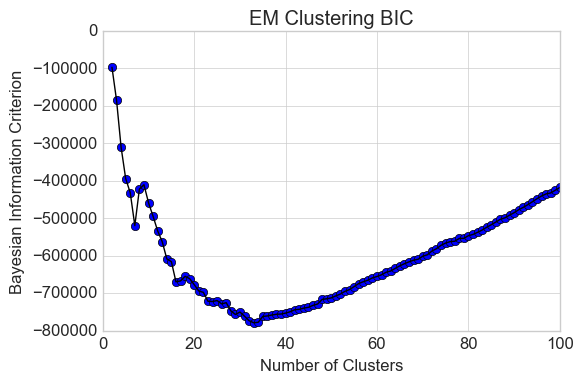 EM Clustering BIC
Bayesian Information Criterion
0
−100000
−200000
−300000
−400000
−500000
−600000
−700000
−800000
0 20 40 60 80 100
Number of Clusters